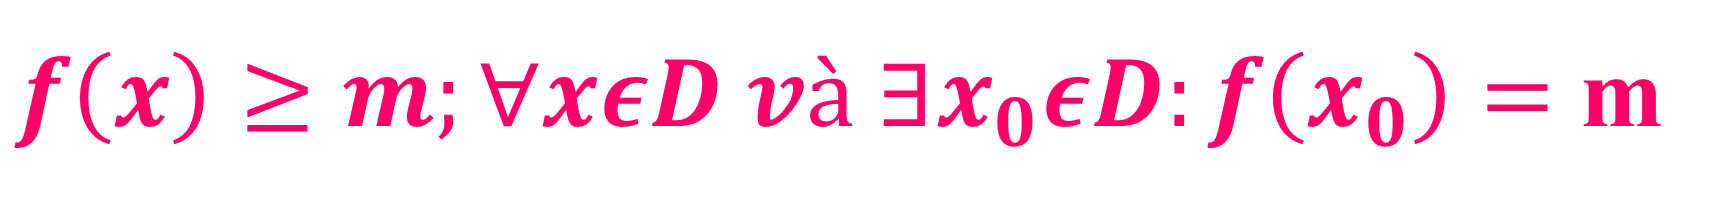 f(x) ≥ m; ∀xϵD và ∃x₀ϵD: f(x₀) = m